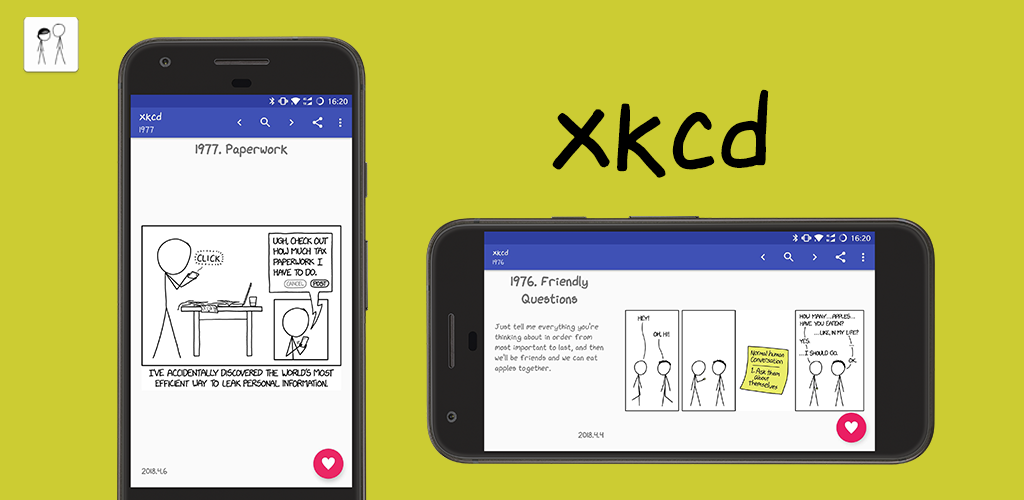 16:20
xkcd
1977
1977. Paperwork
CLICK
UGH, CHECK OUT
HOW MUCH TAX
PAPERWORK I
HAVE TO DO.
CANCEL POST
I'VE ACCIDENTALLY DISCOVERED THE WORLD'S MOST
EFFICIENT WAY TO LEAK PERSONAL INFORMATION.
2018.4.6
xkcd
16:20
xkcd
1976
1976. Friendly
Questions
Just tell me everything you're
thinking about in order from
most important to last, and then
we'll be friends and we can eat
apples together.
2018.4.4
HEY!
OH, HI!
Normal Human
Conversation
1. Ask them
about
Themselves
HOW MANY...APPLES...
HAVE YOU EATEN?
...LIKE, IN MY LIFE?
YES.
...I SHOULD GO.
OK.